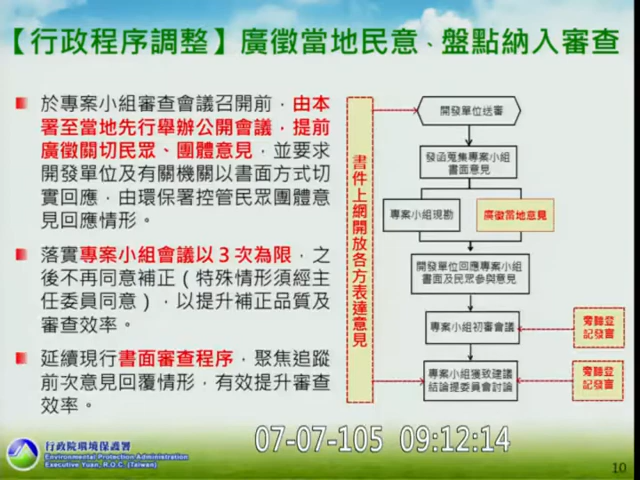 【行政程序調整】廣徵當地民意、盤點納入審查
於專案小組審查會議召開前，由本
署至當地先行舉辦公開會議，提前
廣徵關切民眾、團體意見，並要求
開發單位及有關機關以書面方式切
實回應，由環保署控管民眾團體意
見回應情形。
落實專案小組會議以3次為限，之
後不再同意補正（特殊情形須經主
任委員同意），以提升補正品質及
審查效率。
延續現行書面審查程序，聚焦追蹤
前次意見回覆情形，有效提升審查
效率。
書件上網開放各方表達意見
開發單位送審
發函蒐集專案小組
書面意見
專案小組現勘
廣徵當地意見
開發單位回應專案小組
書面及民眾參與意見
專案小組初審會議
旁聽登
記發言
專案小組獲致建議
結論提委員會討論
旁聽登
記發言
行政院環境保護署
Environmental Protection Administration
Executive Yuan, R.O.C. (Taiwan)
07-07-105 09:12:14
10